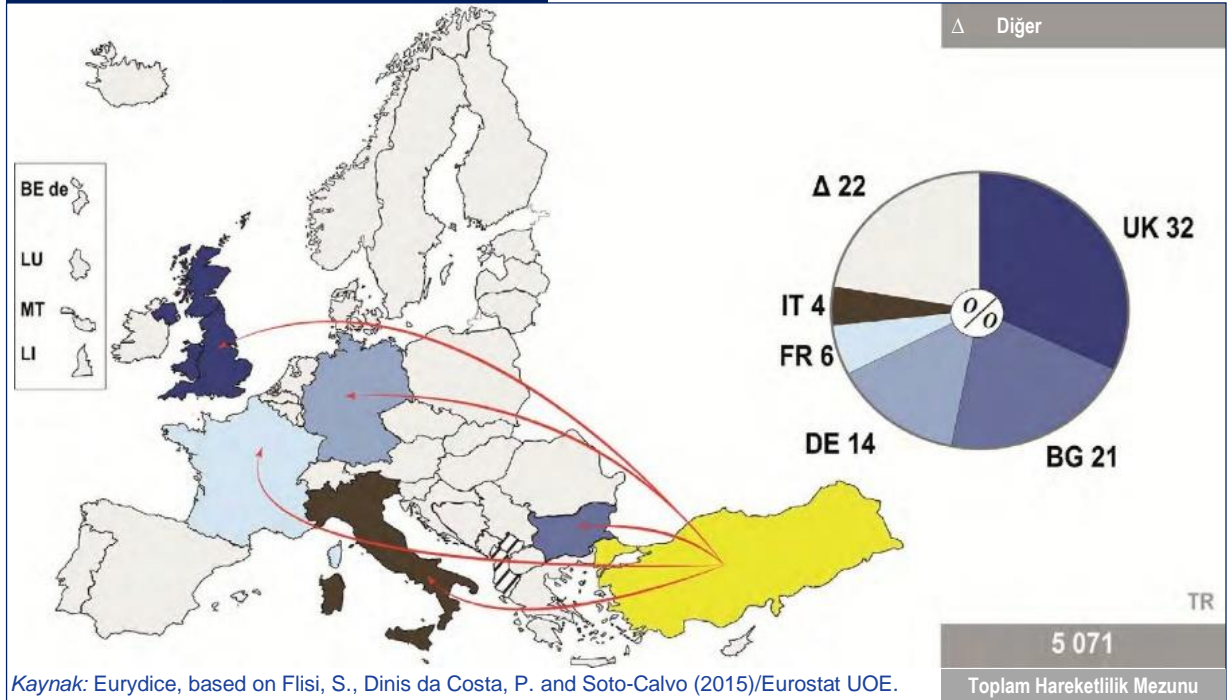 Δ Diğer
BE de
LU
MT
LI
Δ 22
UK 32
IT 4
%
FR 6
DE 14
BG 21
TR
5 071
Toplam Hareketlilik Mezunu
Kaynak: Eurydice, based on Flisi, S., Dinis da Costa, P. and Soto-Calvo (2015)/Eurostat UOE.